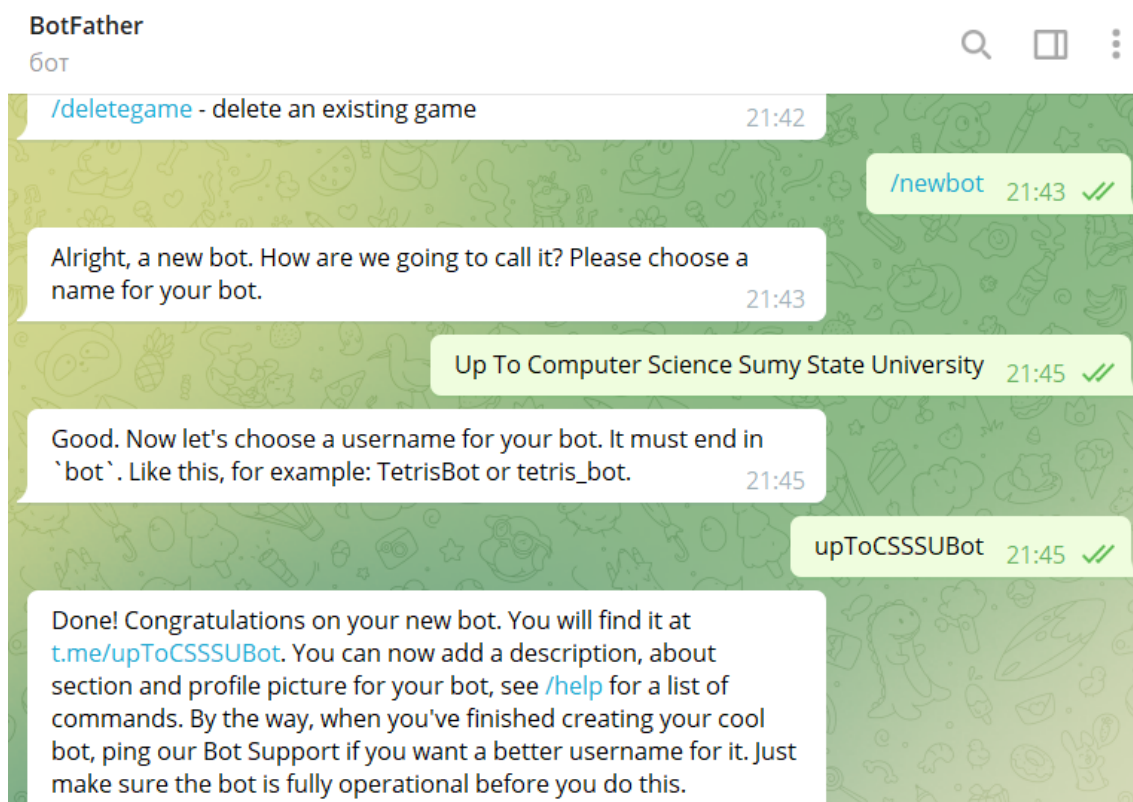 BotFather
бот
/deletegame - delete an existing game
21:42
/newbot 21:43
Alright, a new bot. How are we going to call it? Please choose a
name for your bot.
21:43
Up To Computer Science Sumy State University 21:45
Good. Now let's choose a username for your bot. It must end in
`bot`. Like this, for example: TetrisBot or tetris_bot.
21:45
upToCSSSUBot 21:45
Done! Congratulations on your new bot. You will find it at
t.me/upToCSSSUBot. You can now add a description, about
section and profile picture for your bot, see /help for a list of
commands. By the way, when you've finished creating your cool
bot, ping our Bot Support if you want a better username for it. Just
make sure the bot is fully operational before you do this.